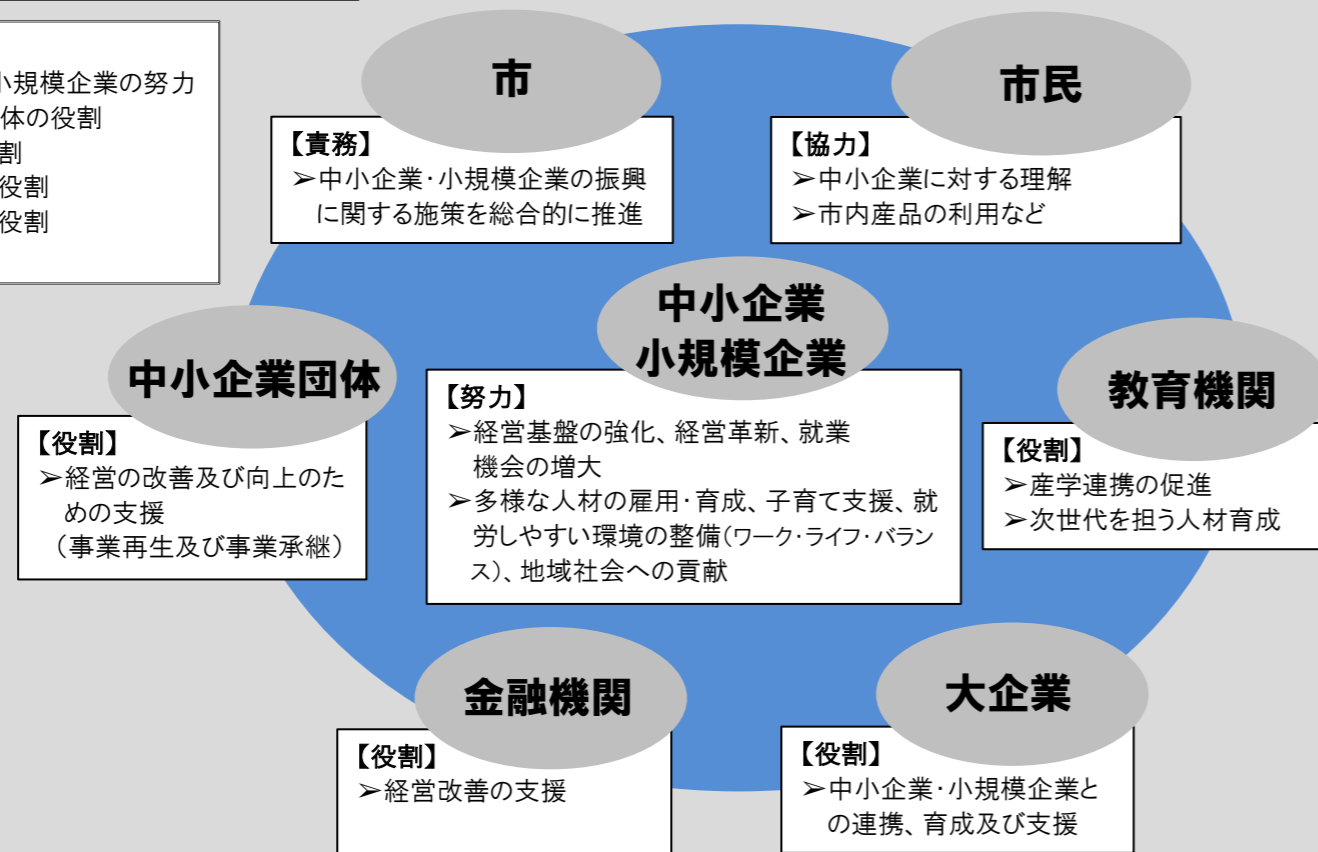 小規模企業の努力
体の役割
割
役割
役割
市
【責務】
➢中小企業・小規模企業の振興
に関する施策を総合的に推進
市民
【協力】
➢中小企業に対する理解
➢市内産品の利用など
中小企業
小規模企業
【努力】
➢経営基盤の強化、経営革新、就業
機会の増大
➢多様な人材の雇用・育成、子育て支援、就
労しやすい環境の整備(ワーク・ライフ・バラン
ス)、地域社会への貢献
中小企業団体
【役割】
➢経営の改善及び向上のた
めの支援
（事業再生及び事業承継）
教育機関
【役割】
➢産学連携の促進
➢次世代を担う人材育成
金融機関
【役割】
➢経営改善の支援
大企業
【役割】
➢中小企業・小規模企業と
の連携、育成及び支援